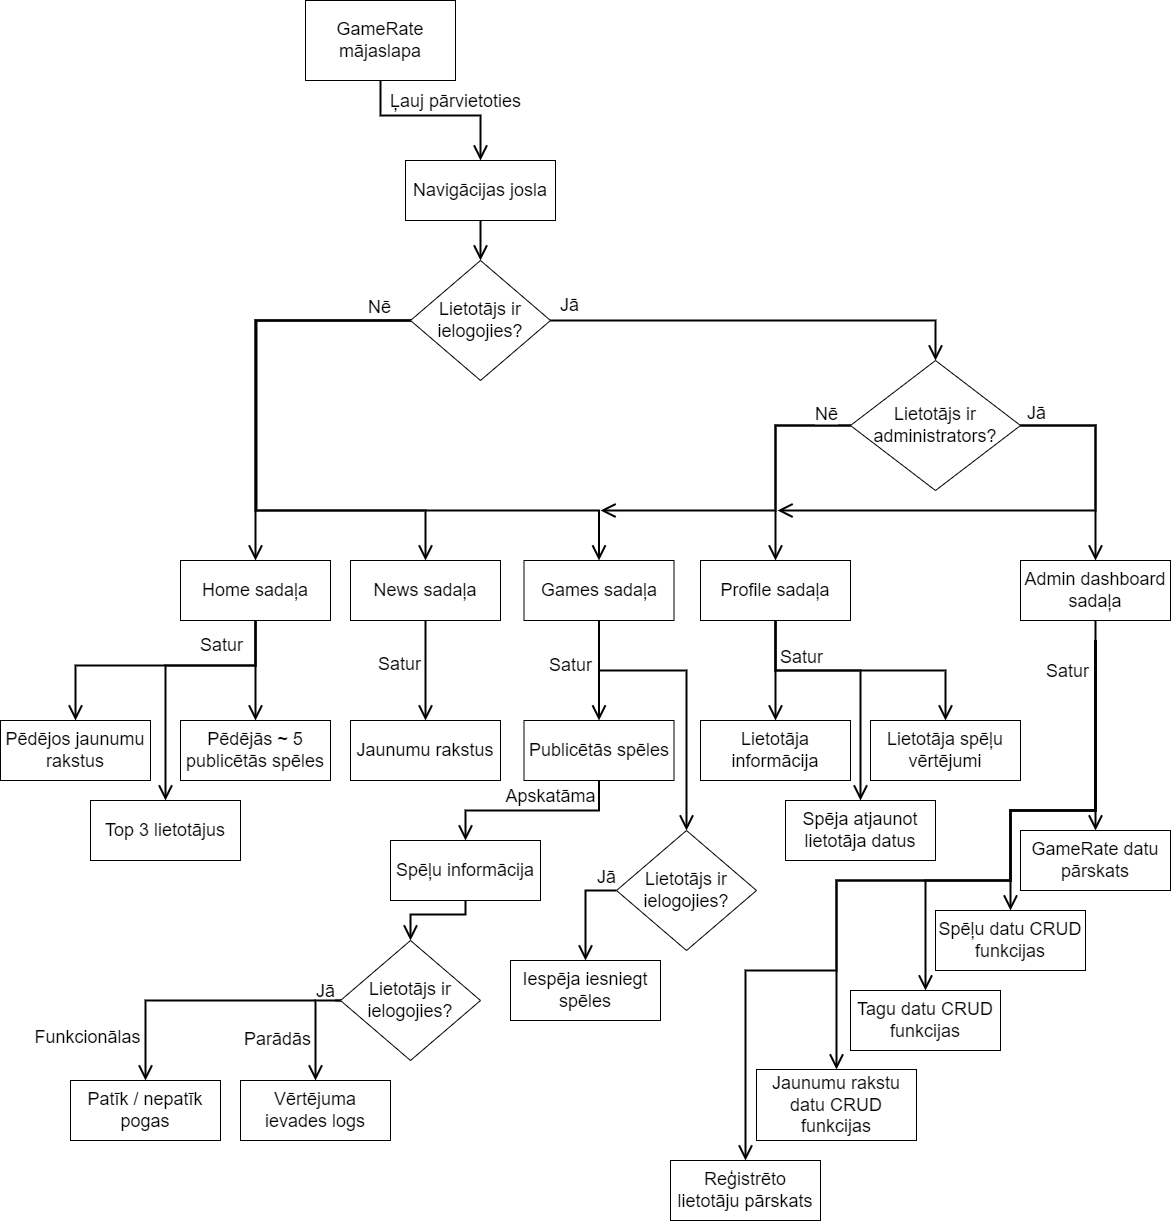 GameRate
mājaslapa
Ļauj pārvietoties
Navigācijas josla
Lietotājs ir
ielogojies?
Nē
Jā
Lietotājs ir
administrators?
Nē
Jā
Home sadaļa
News sadaļa
Games sadaļa
Profile sadaļa
Admin dashboard
sadaļa
Satur
Satur
Satur
Satur
Satur
Pēdējos jaunumu
rakstus
Pēdējās ~ 5
publicētās spēles
Jaunumu rakstus
Publicētās spēles
Lietotāja
informācija
Lietotāja spēļu
vērtējumi
Top 3 lietotājus
Apskatāma
Spēja atjaunot
lietotāja datus
GameRate datu
pārskats
Spēļu informācija
Lietotājs ir
ielogojies?
Jā
Spēļu datu CRUD
funkcijas
Iespēja iesniegt
spēles
Lietotājs ir
ielogojies?
Jā
Tagu datu CRUD
funkcijas
Funkcionālas
Parādās
Patīk / nepatīk
pogas
Vērtējuma
ievades logs
Jaunumu rakstu
datu CRUD
funkcijas
Reģistrēto
lietotāju pārskats